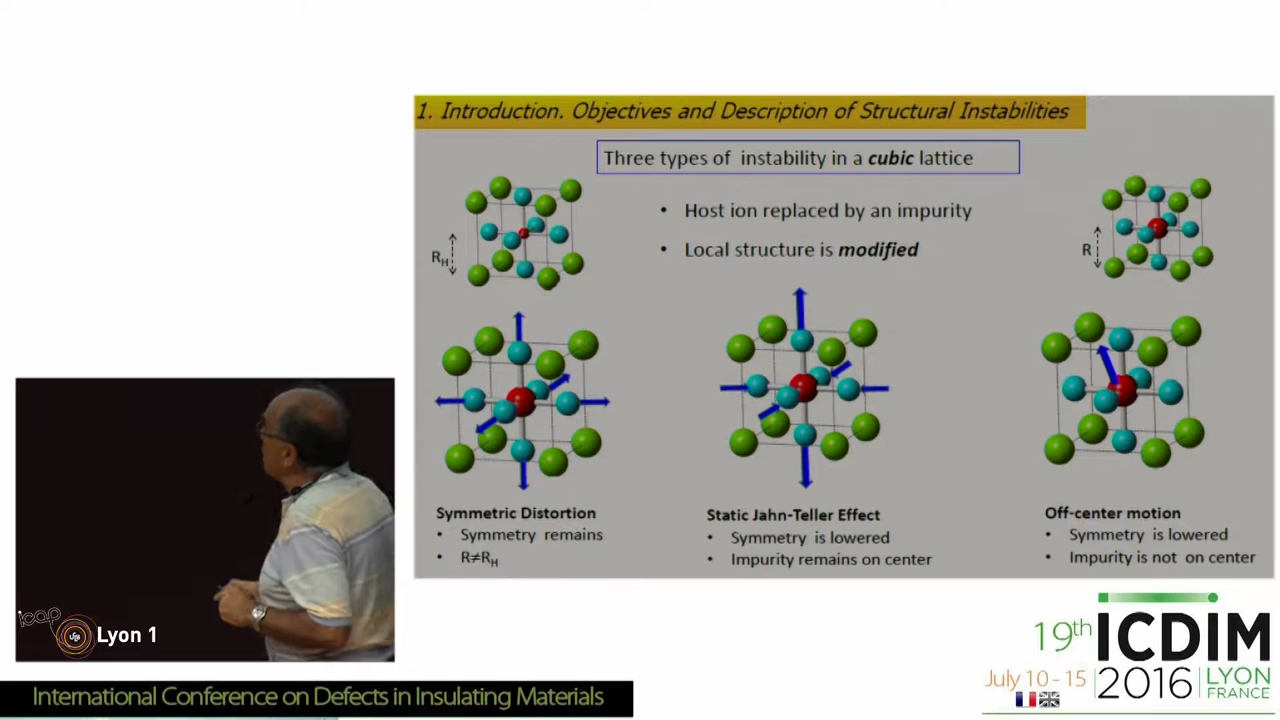 1. Introduction. Objectives and Description of Structural Instabilities
Three types of instability in a cubic lattice
• Host ion replaced by an impurity
• Local structure is modified
R_H
R
Symmetric Distortion
• Symmetry remains
• R≠R_H
Static Jahn-Teller Effect
• Symmetry is lowered
• Impurity remains on center
Off-center motion
• Symmetry is lowered
• Impurity is not on center
icap
Lyon 1
International Conference on Defects in Insulating Materials
19th ICDIM
July 10 - 15 2016 LYON
FRANCE